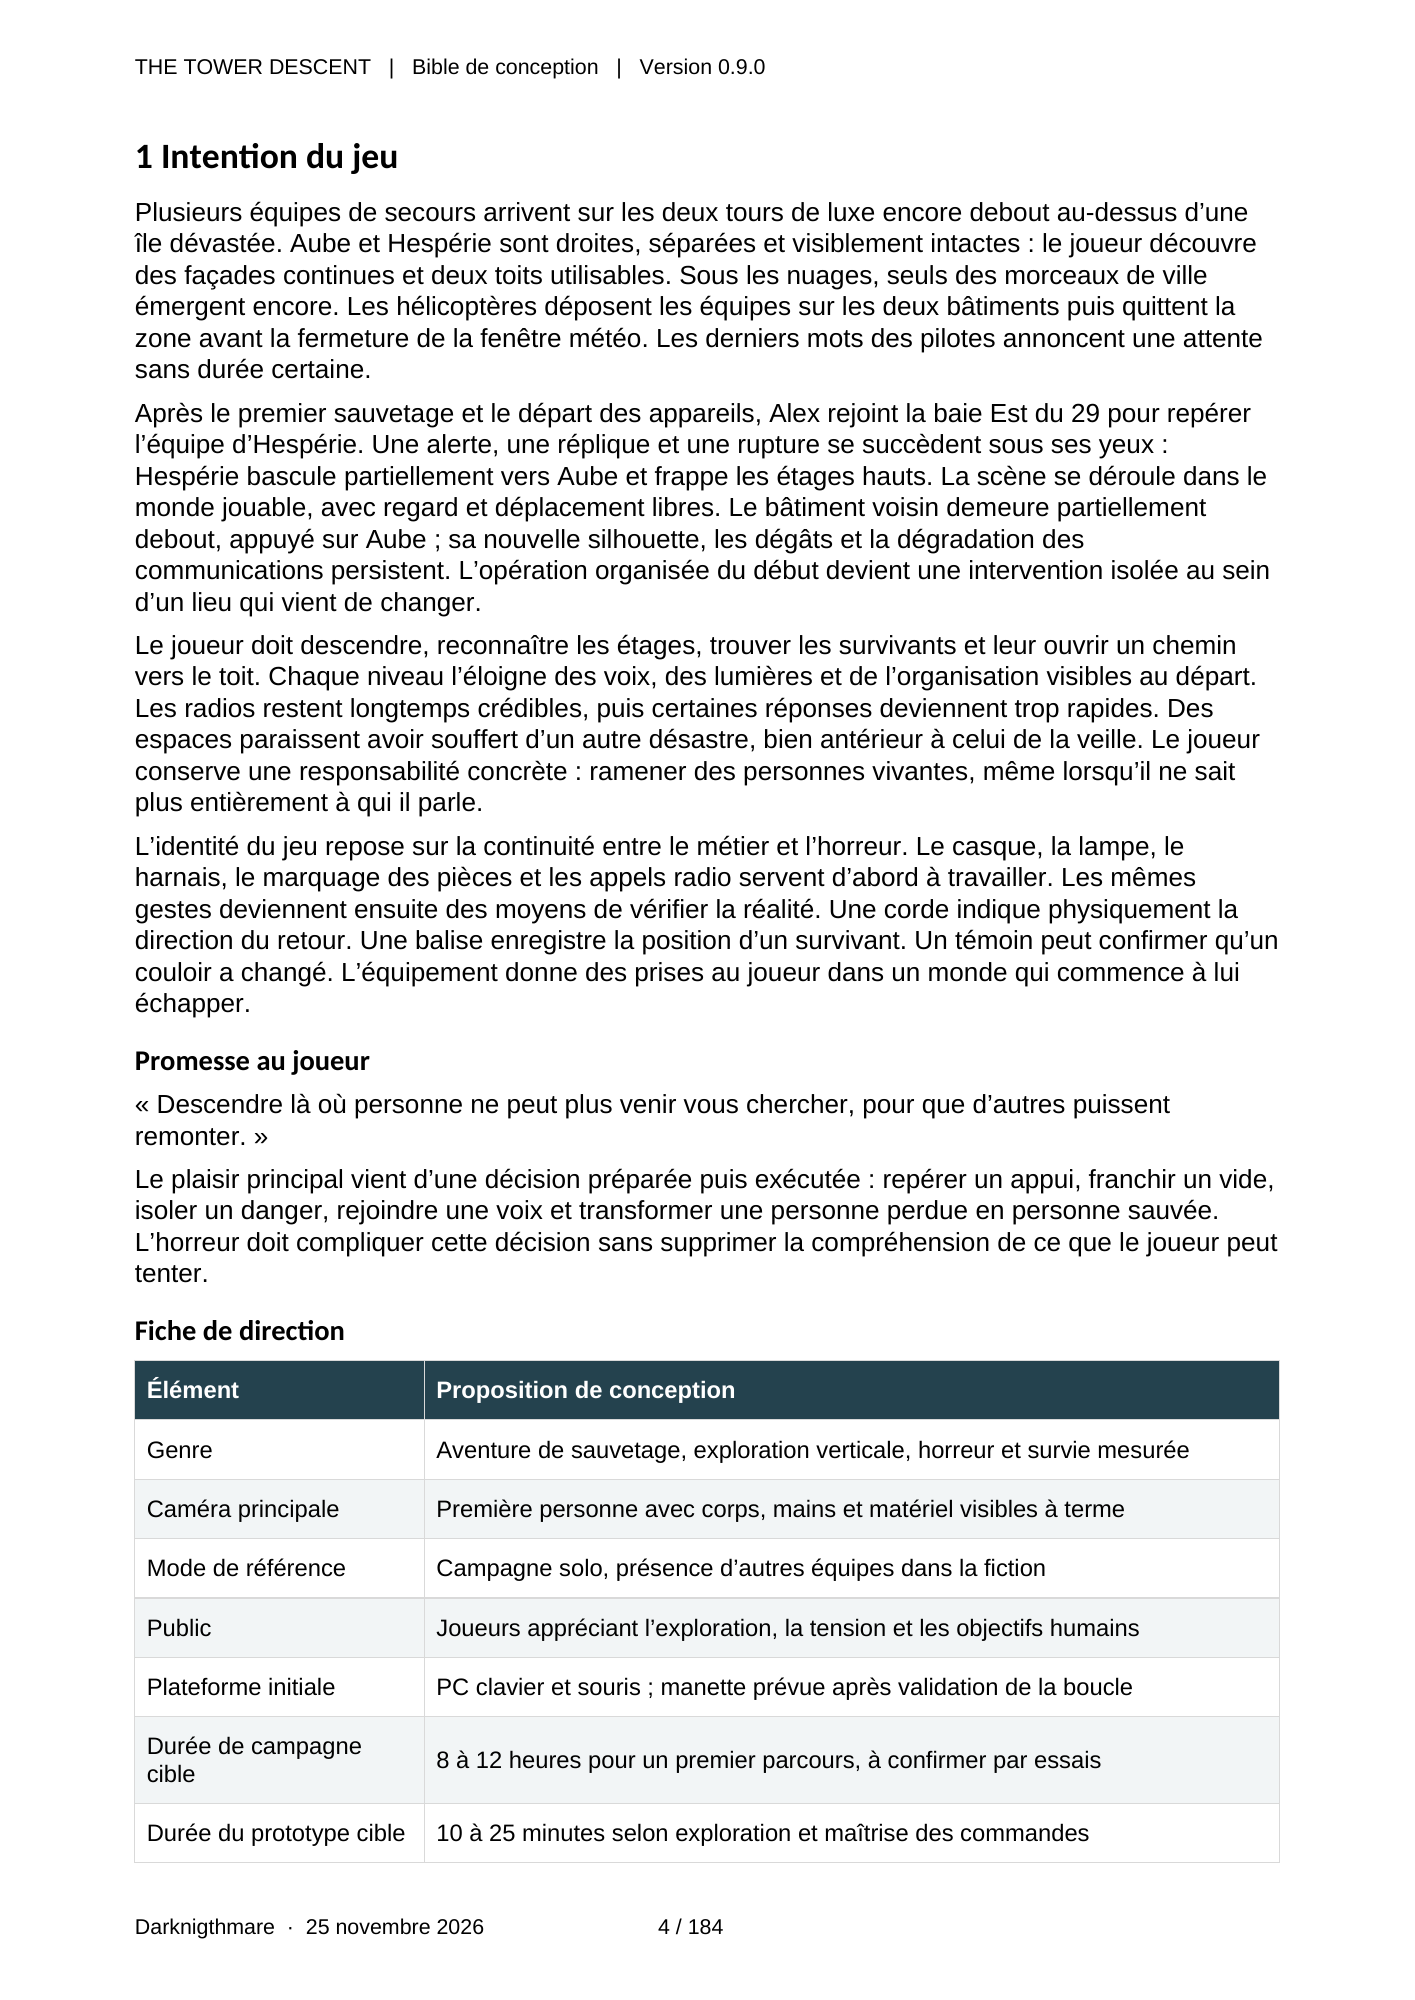 THE TOWER DESCENT | Bible de conception | Version 0.9.0
1 Intention du jeu
Plusieurs équipes de secours arrivent sur les deux tours de luxe encore debout au-dessus d’une
île dévastée. Aube et Hespérie sont droites, séparées et visiblement intactes : le joueur découvre
des façades continues et deux toits utilisables. Sous les nuages, seuls des morceaux de ville
émergent encore. Les hélicoptères déposent les équipes sur les deux bâtiments puis quittent la
zone avant la fermeture de la fenêtre météo. Les derniers mots des pilotes annoncent une attente
sans durée certaine.
Après le premier sauvetage et le départ des appareils, Alex rejoint la baie Est du 29 pour repérer
l’équipe d’Hespérie. Une alerte, une réplique et une rupture se succèdent sous ses yeux :
Hespérie bascule partiellement vers Aube et frappe les étages hauts. La scène se déroule dans le
monde jouable, avec regard et déplacement libres. Le bâtiment voisin demeure partiellement
debout, appuyé sur Aube ; sa nouvelle silhouette, les dégâts et la dégradation des
communications persistent. L’opération organisée du début devient une intervention isolée au sein
d’un lieu qui vient de changer.
Le joueur doit descendre, reconnaître les étages, trouver les survivants et leur ouvrir un chemin
vers le toit. Chaque niveau l’éloigne des voix, des lumières et de l’organisation visibles au départ.
Les radios restent longtemps crédibles, puis certaines réponses deviennent trop rapides. Des
espaces paraissent avoir souffert d’un autre désastre, bien antérieur à celui de la veille. Le joueur
conserve une responsabilité concrète : ramener des personnes vivantes, même lorsqu’il ne sait
plus entièrement à qui il parle.
L’identité du jeu repose sur la continuité entre le métier et l’horreur. Le casque, la lampe, le
harnais, le marquage des pièces et les appels radio servent d’abord à travailler. Les mêmes
gestes deviennent ensuite des moyens de vérifier la réalité. Une corde indique physiquement la
direction du retour. Une balise enregistre la position d’un survivant. Un témoin peut confirmer qu’un
couloir a changé. L’équipement donne des prises au joueur dans un monde qui commence à lui
échapper.
Promesse au joueur
« Descendre là où personne ne peut plus venir vous chercher, pour que d’autres puissent
remonter. »
Le plaisir principal vient d’une décision préparée puis exécutée : repérer un appui, franchir un vide,
isoler un danger, rejoindre une voix et transformer une personne perdue en personne sauvée.
L’horreur doit compliquer cette décision sans supprimer la compréhension de ce que le joueur peut
tenter.
Fiche de direction
Élément Proposition de conception
Genre Aventure de sauvetage, exploration verticale, horreur et survie mesurée
Caméra principale Première personne avec corps, mains et matériel visibles à terme
Mode de référence Campagne solo, présence d’autres équipes dans la fiction
Public Joueurs appréciant l’exploration, la tension et les objectifs humains
Plateforme initiale PC clavier et souris ; manette prévue après validation de la boucle
Durée de campagne
cible 8 à 12 heures pour un premier parcours, à confirmer par essais
Durée du prototype cible 10 à 25 minutes selon exploration et maîtrise des commandes
Darknigthmare · 25 novembre 2026 4 / 184